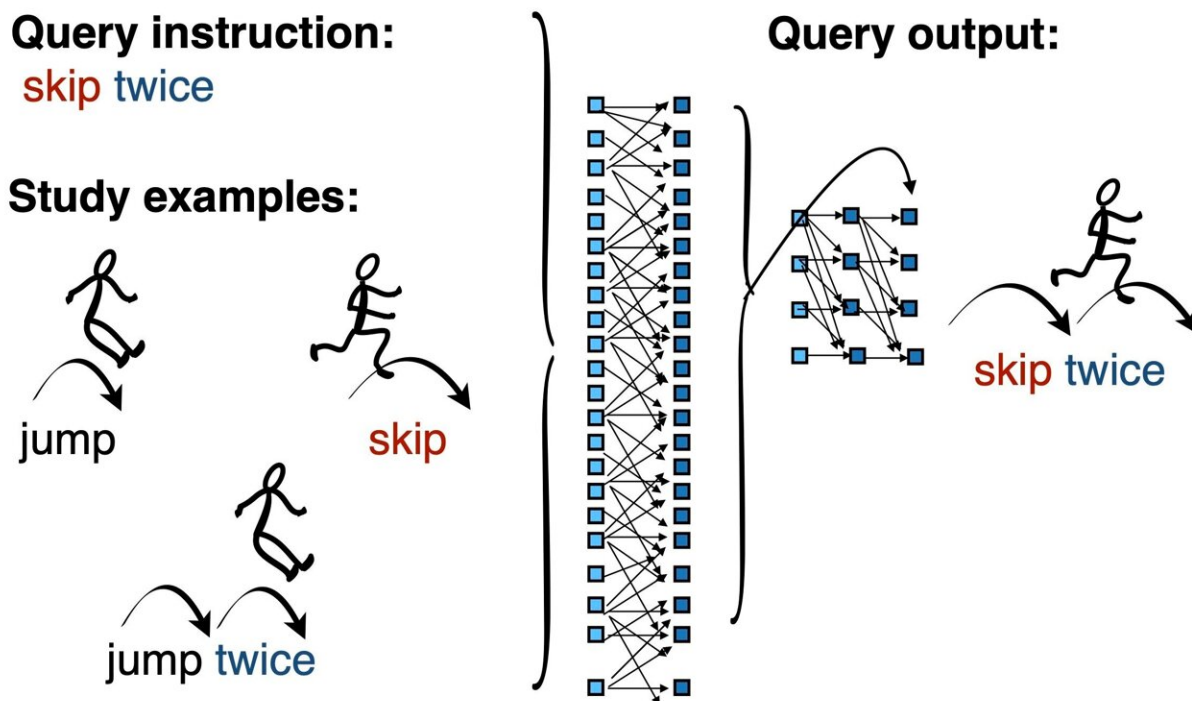 Query instruction:
skip twice
Study examples:
jump
skip
jump twice
Query output:
skip twice